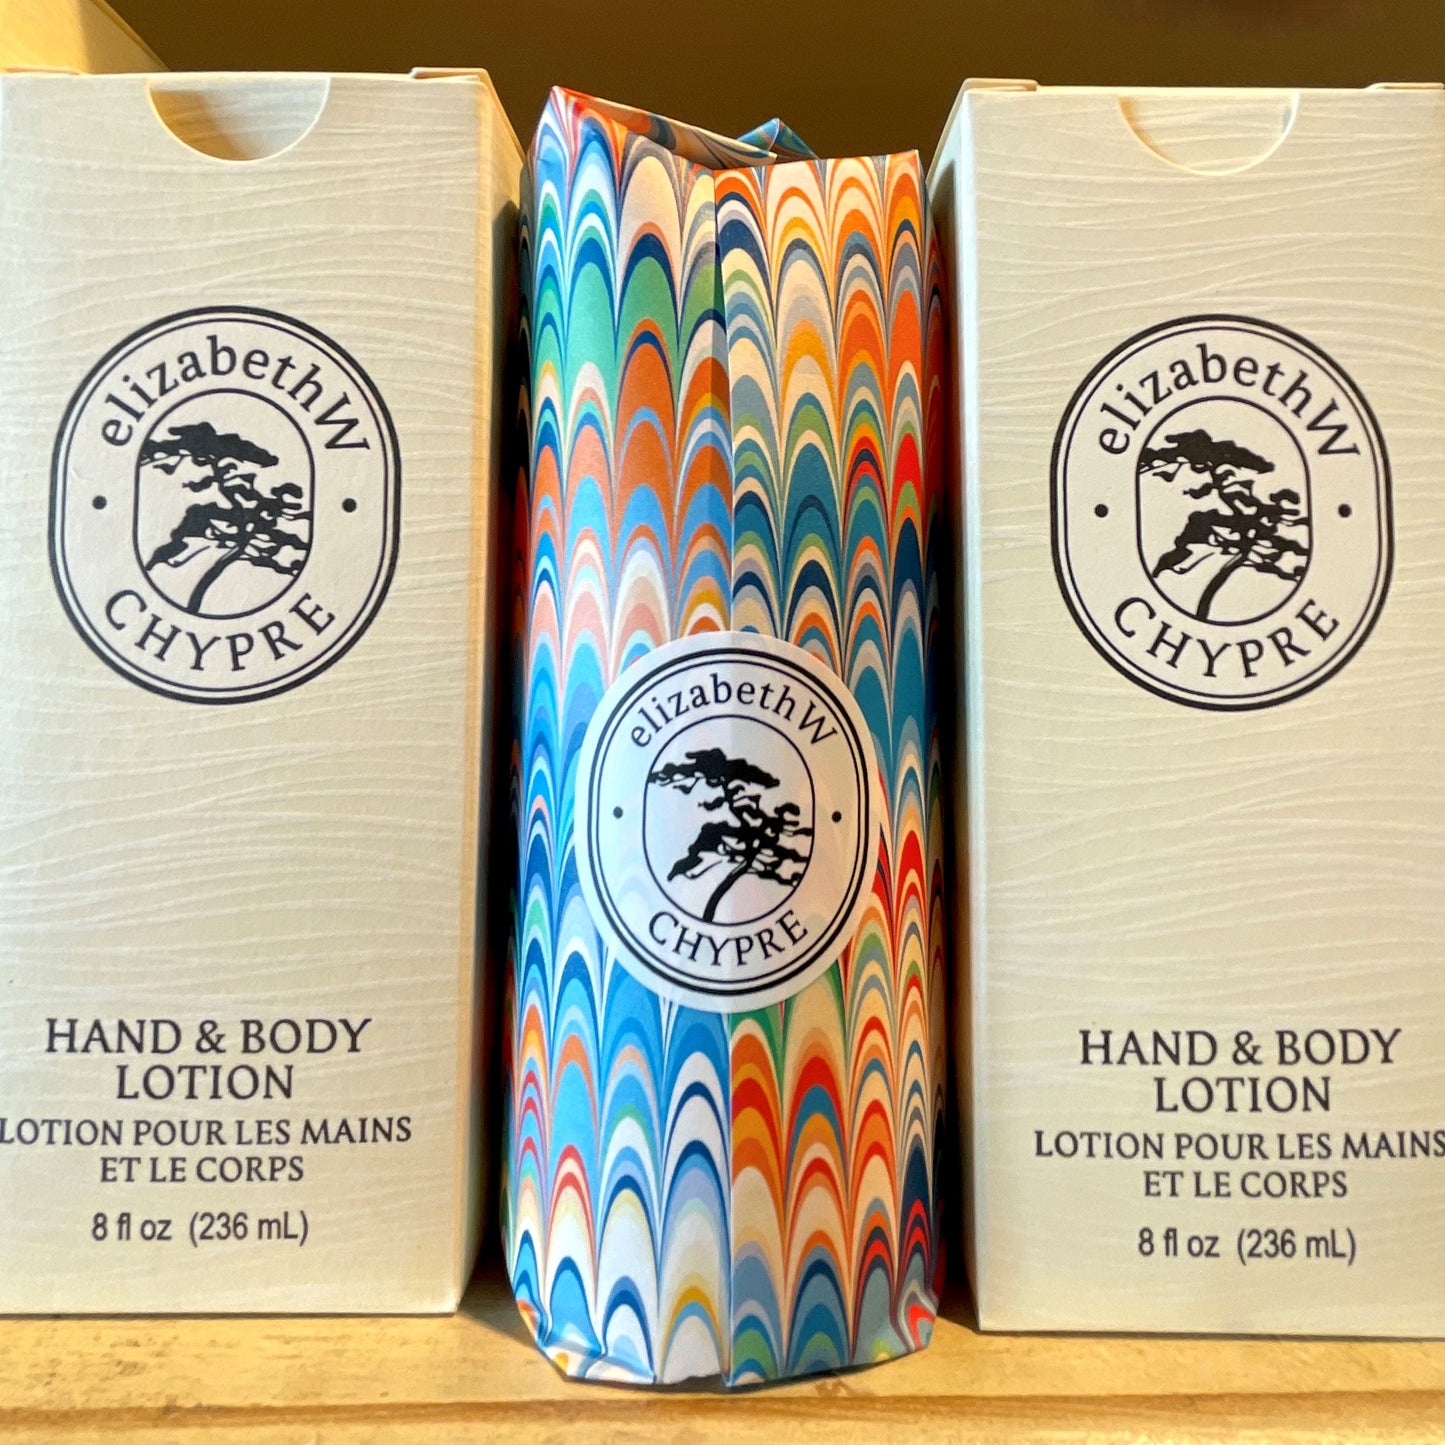 elizabethW
CHYPRE
HAND & BODY
LOTION
LOTION POUR LES MAINS
ET LE CORPS
8 fl oz (236 mL)
elizabethW
CHYPRE
elizabethW
CHYPRE
HAND & BODY
LOTION
LOTION POUR LES MAINS
ET LE CORPS
8 fl oz (236 mL)